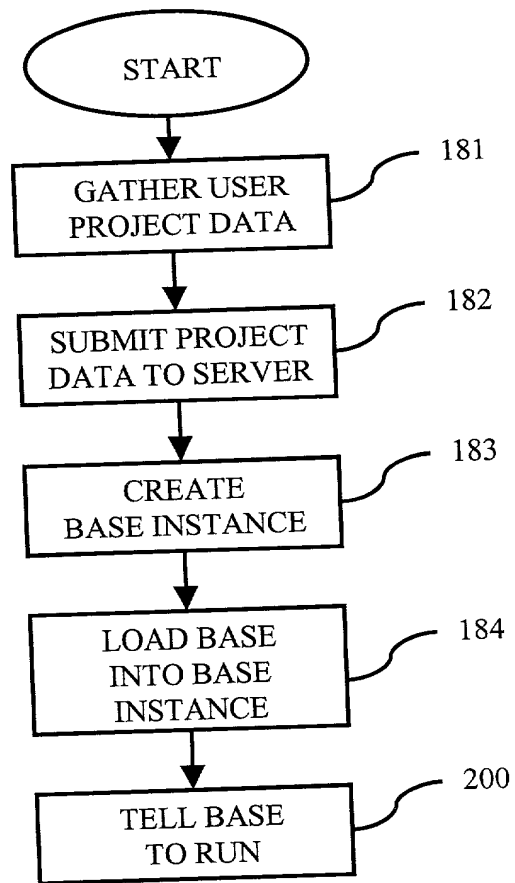 START
181
GATHER USER
PROJECT DATA
182
SUBMIT PROJECT
DATA TO SERVER
183
CREATE
BASE INSTANCE
184
LOAD BASE
INTO BASE
INSTANCE
200
TELL BASE
TO RUN